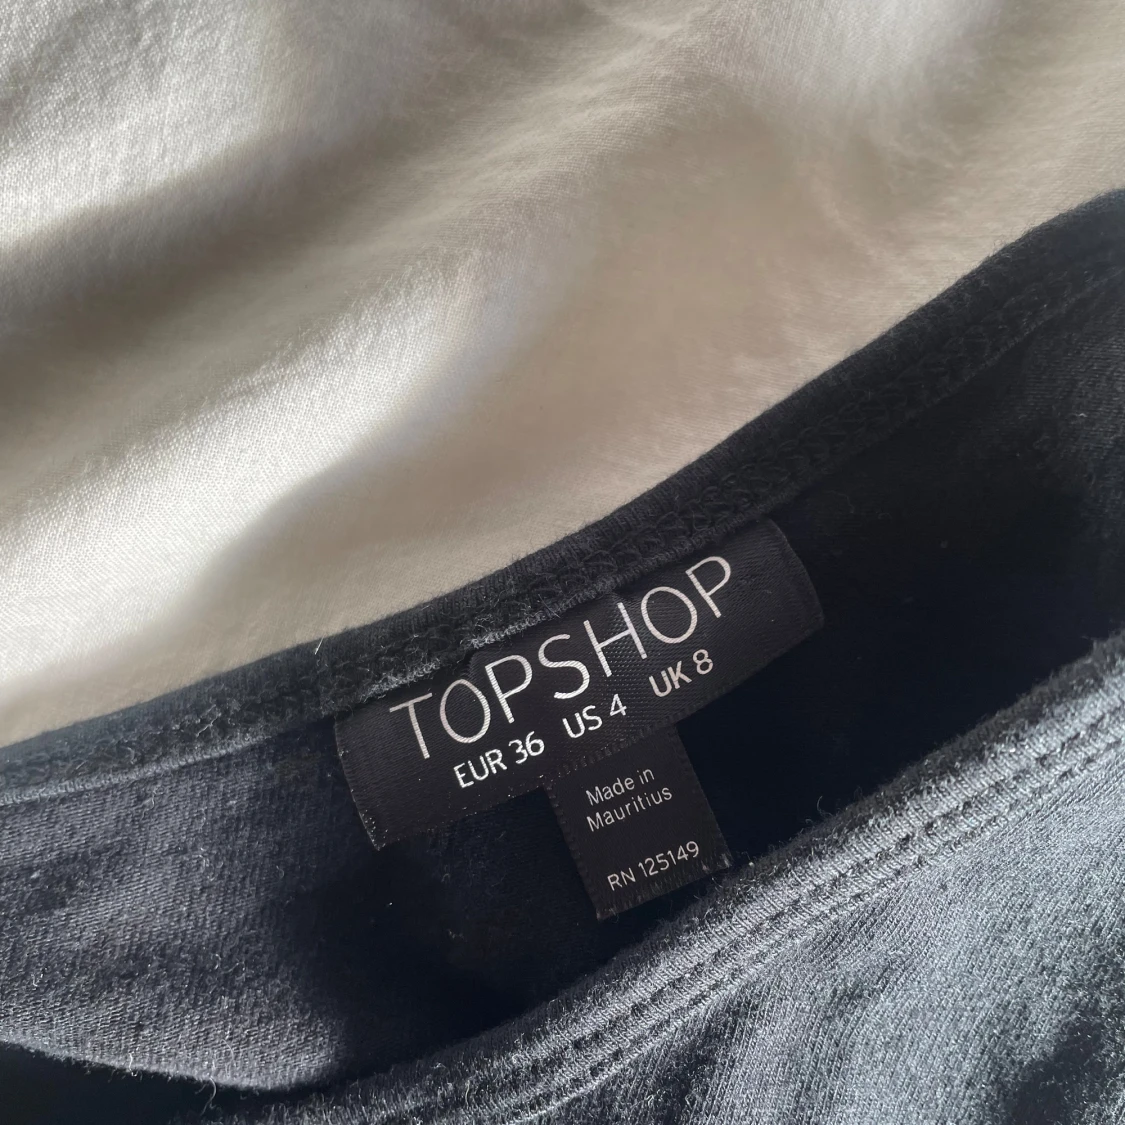 TOPSHOP
EUR 36 US 4 UK 8
Made in
Mauritius
RN 125149